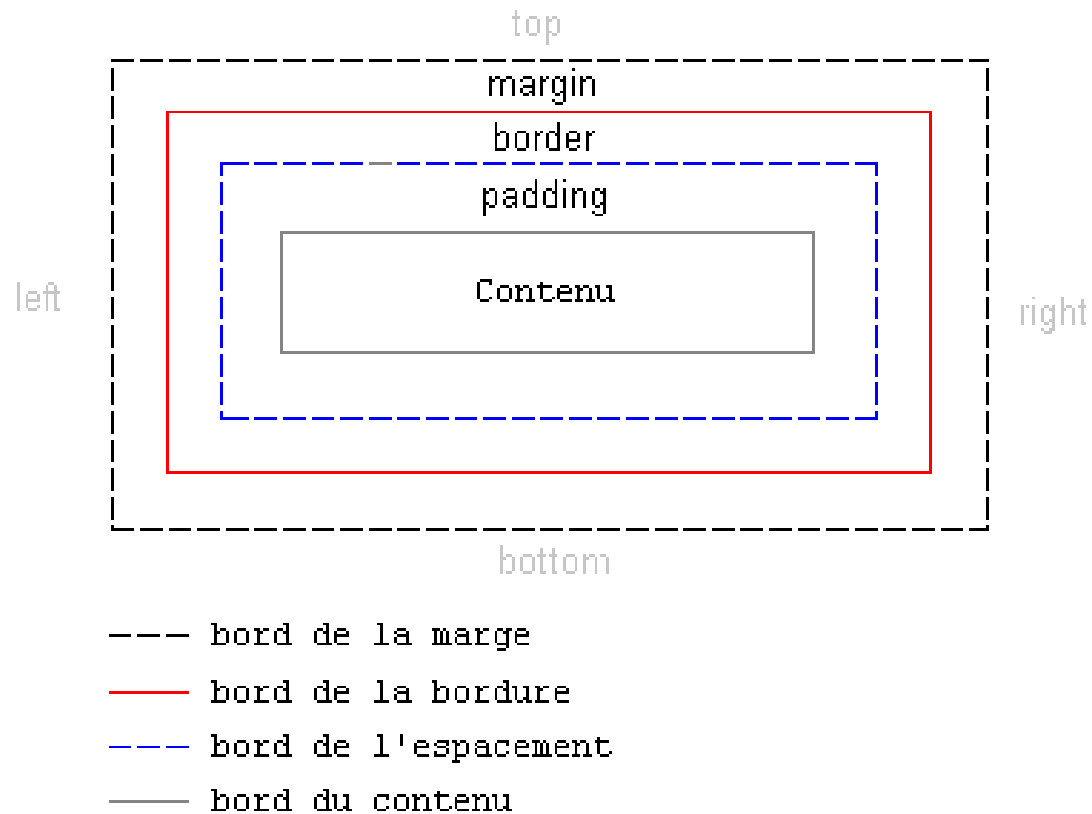 top
margin
border
padding
Contenu
left
right
bottom
bord de la marge
bord de la bordure
bord de l'espacement
bord du contenu